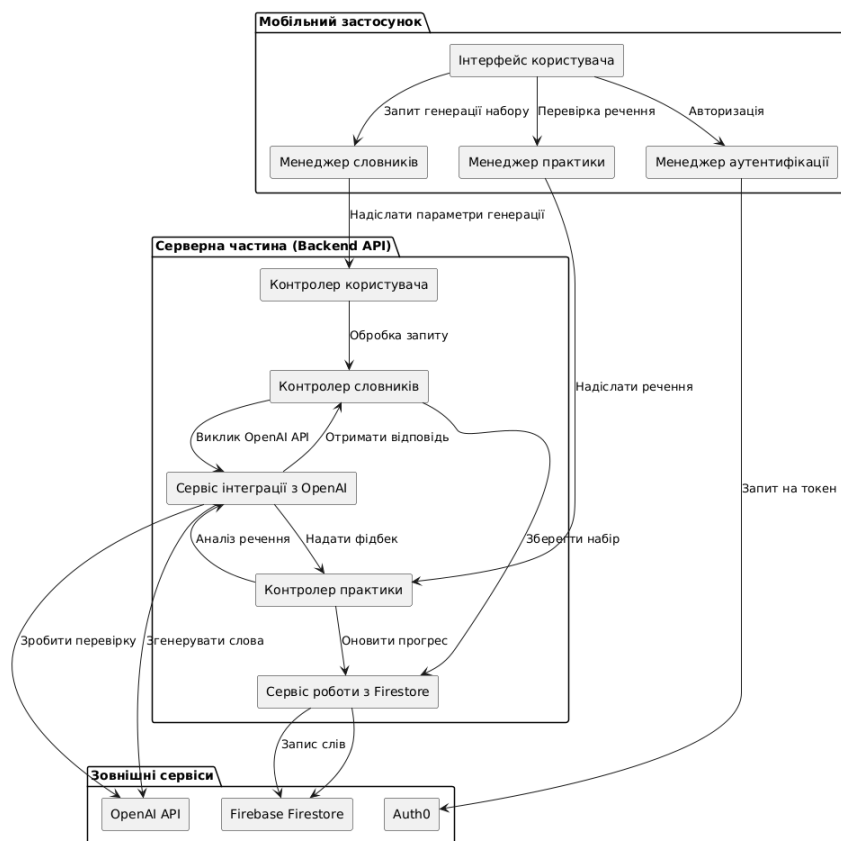 Мобільний застосунок
Інтерфейс користувача
Запит генерації набору
Перевірка речення
Авторизація
Менеджер словників
Менеджер практики
Менеджер аутентифікації
Надіслати параметри генерації
Серверна частина (Backend API)
Контролер користувача
Обробка запиту
Контролер словників
Надіслати речення
Виклик OpenAI API
Отримати відповідь
Сервіс інтеграції з OpenAI
Запит на токен
Аналіз речення
Надати фідбек
Зберегти набір
Контролер практики
Зробити перевірку
Згенерувати слова
Оновити прогрес
Сервіс роботи з Firestore
Запис слів
Зовнішні сервіси
OpenAI API
Firebase Firestore
Auth0